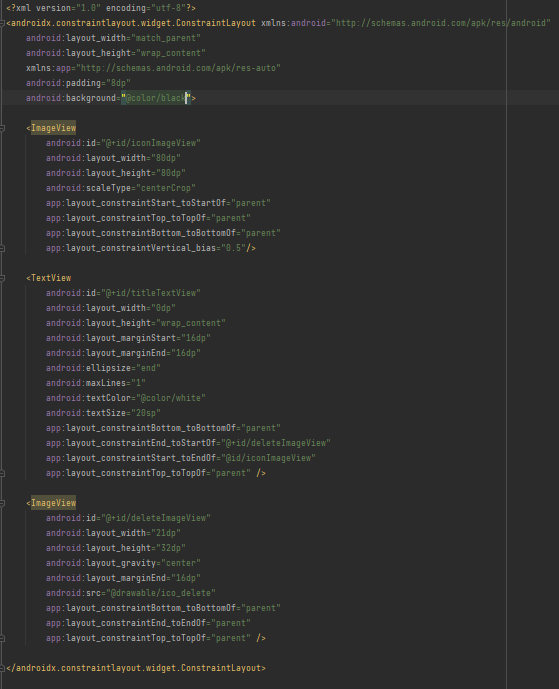 <?xml version="1.0" encoding="utf-8"?>
<androidx.constraintlayout.widget.ConstraintLayout xmlns:android="http://schemas.android.com/apk/res/android"
    android:layout_width="match_parent"
    android:layout_height="wrap_content"
    xmlns:app="http://schemas.android.com/apk/res-auto"
    android:padding="8dp"
    android:background="@color/black">

    <ImageView
        android:id="@+id/iconImageView"
        android:layout_width="80dp"
        android:layout_height="80dp"
        android:scaleType="centerCrop"
        app:layout_constraintStart_toStartOf="parent"
        app:layout_constraintTop_toTopOf="parent"
        app:layout_constraintBottom_toBottomOf="parent"
        app:layout_constraintVertical_bias="0.5"/>

    <TextView
        android:id="@+id/titleTextView"
        android:layout_width="0dp"
        android:layout_height="wrap_content"
        android:layout_marginStart="16dp"
        android:layout_marginEnd="16dp"
        android:ellipsize="end"
        android:maxLines="1"
        android:textColor="@color/white"
        android:textSize="20sp"
        app:layout_constraintBottom_toBottomOf="parent"
        app:layout_constraintEnd_toStartOf="@+id/deleteImageView"
        app:layout_constraintStart_toEndOf="@id/iconImageView"
        app:layout_constraintTop_toTopOf="parent" />

    <ImageView
        android:id="@+id/deleteImageView"
        android:layout_width="21dp"
        android:layout_height="32dp"
        android:layout_gravity="center"
        android:layout_marginEnd="16dp"
        android:src="@drawable/ico_delete"
        app:layout_constraintBottom_toBottomOf="parent"
        app:layout_constraintEnd_toEndOf="parent"
        app:layout_constraintTop_toTopOf="parent" />

</androidx.constraintlayout.widget.ConstraintLayout>